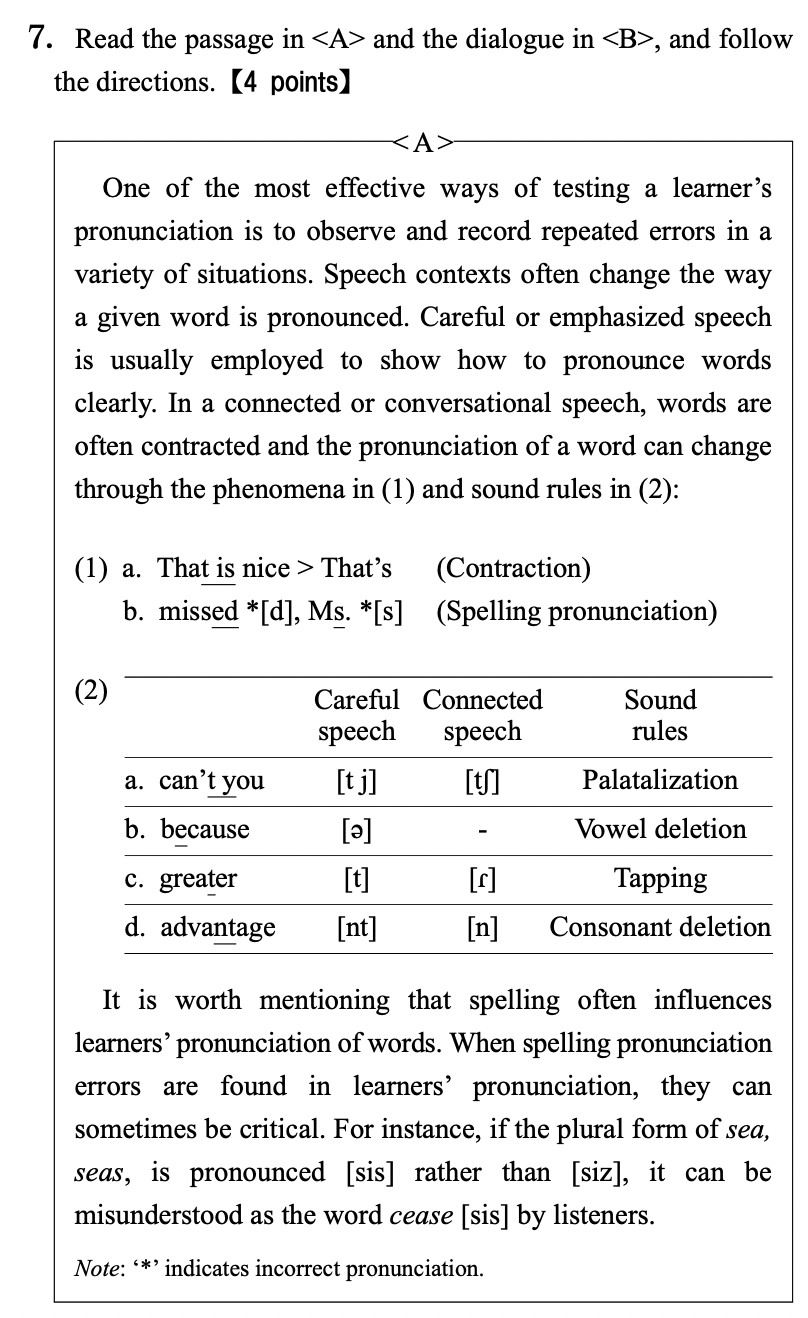 7. Read the passage in <A> and the dialogue in <B>, and follow
the directions. 【4 points】
<A>
One of the most effective ways of testing a learner's
pronunciation is to observe and record repeated errors in a
variety of situations. Speech contexts often change the way
a given word is pronounced. Careful or emphasized speech
is usually employed to show how to pronounce words
clearly. In a connected or conversational speech, words are
often contracted and the pronunciation of a word can change
through the phenomena in (1) and sound rules in (2):
(1) a. That is nice > That's (Contraction)
b. missed *[d], Ms. *[s] (Spelling pronunciation)
(2)
Careful Connected Sound
speech speech rules
a. can't you [t j] [tʃ] Palatalization
b. because [ə] - Vowel deletion
c. greater [t] [ɾ] Tapping
d. advantage [nt] [n] Consonant deletion
It is worth mentioning that spelling often influences
learners' pronunciation of words. When spelling pronunciation
errors are found in learners' pronunciation, they can
sometimes be critical. For instance, if the plural form of sea,
seas, is pronounced [sis] rather than [siz], it can be
misunderstood as the word cease [sis] by listeners.
Note: '*' indicates incorrect pronunciation.